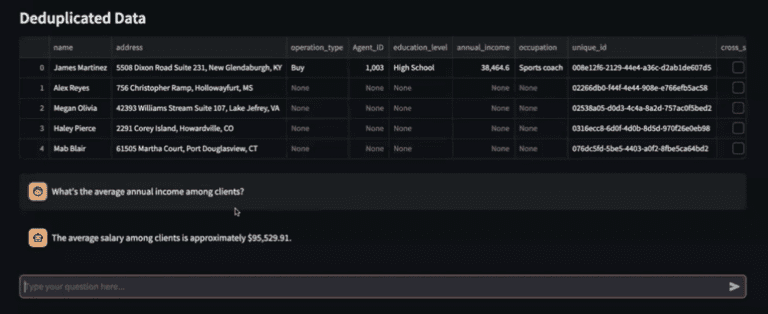 Deduplicated Data
name address operation_type Agent_ID education_level annual_income occupation unique_id cross_s
0 James Martinez 5508 Dixon Road Suite 231, New Glendaburgh, KY Buy 1,003 High School 38,464.6 Sports coach 008e12f6-2129-44e4-a36c-d2ab1de607d5
1 Alex Reyes 756 Christopher Ramp, Hollowayfurt, MS None None None None None 02266db0-f44f-4e44-908e-e766efb5ac58
2 Megan Olivia 42393 Williams Stream Suite 107, Lake Jefrey, VA None None None None None 02538a05-d0d3-4c4a-8a2d-757ac0f5bed2
3 Haley Pierce 2291 Corey Island, Howardville, CO None None None None None 0316ecc8-6d0f-4d0b-8d5d-970f26e0eb98
4 Mab Blair 61505 Martha Court, Port Douglasview, CT None None None None None 076dc5fd-5be5-4403-a0f2-8fbe5ca64bd2
What's the average annual income among clients?
The average salary among clients is approximately $95,529.91.
Type your question here...